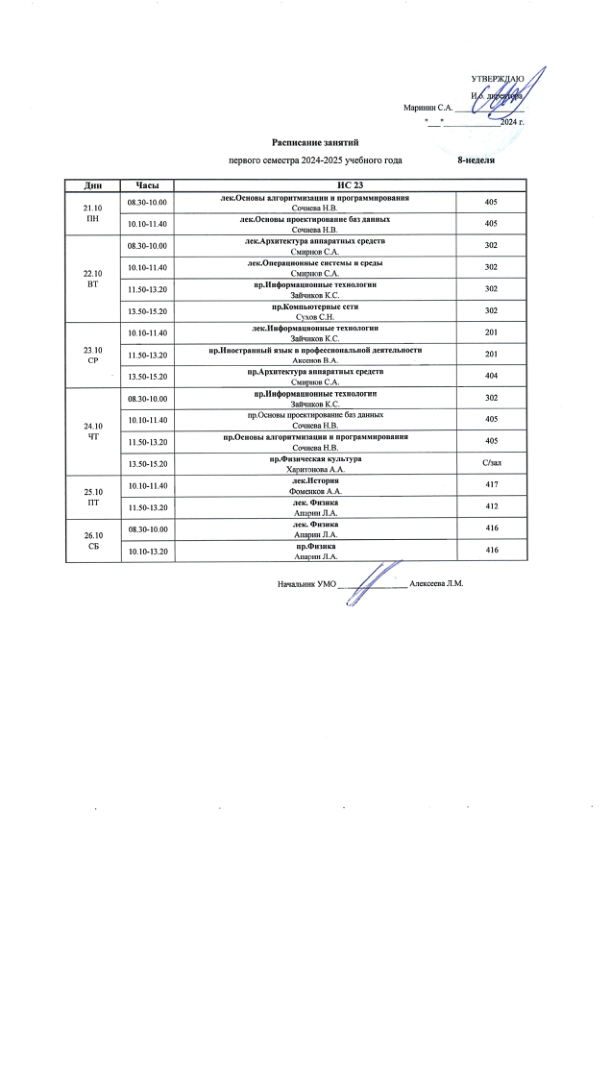 УТВЕРЖДАЮ
И.о. директора
Маринин С.А. ________________
"___"______________2024 г.
Расписание занятий
первого семестра 2024-2025 учебного года 8-неделя
Дни Часы ИС 23
21.10 ПН
08.30-10.00 лек.Основы алгоритмизации и программирования 405
Сочнева Н.В.
10.10-11.40 лек.Основы проектирование баз данных 405
Сочнева Н.В.
22.10 ВТ
08.30-10.00 лек.Архитектура аппаратных средств 302
Смирнов С.А.
10.10-11.40 лек.Операционные системы и среды 302
Смирнов С.А.
11.50-13.20 пр.Информационные технологии 302
Зайчиков К.С.
13.50-15.20 пр.Компьютерные сети 302
Сухов С.Н.
23.10 СР
10.10-11.40 лек.Информационные технологии 201
Зайчиков К.С.
11.50-13.20 пр.Иностранный язык в профессиональной деятельности 201
Аксенов В.А.
13.50-15.20 пр.Архитектура аппаратных средств 404
Смирнов С.А.
24.10 ЧТ
08.30-10.00 пр.Информационные технологии 302
Зайчиков К.С.
10.10-11.40 пр.Основы проектирование баз данных 405
Сочнева Н.В.
11.50-13.20 пр.Основы алгоритмизации и программирования 405
Сочнева Н.В.
13.50-15.20 пр.Физическая культура С/зал
Харитонова А.А.
25.10 ПТ
10.10-11.40 лек.История 417
Фоменков А.А.
11.50-13.20 лек. Физика 412
Апарин Л.А.
26.10 СБ
08.30-10.00 лек. Физика 416
Апарин Л.А.
10.10-13.20 пр.Физика 416
Апарин Л.А.
Начальник УМО ________________ Алексеева Л.М.